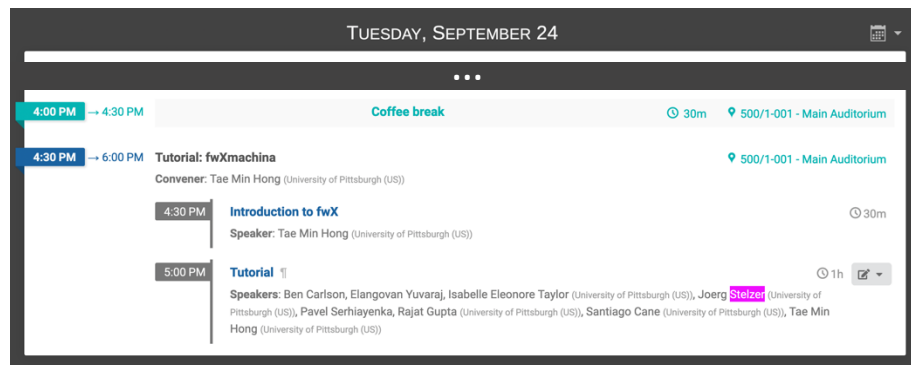 TUESDAY, SEPTEMBER 24
4:00 PM → 4:30 PM Coffee break 30m 500/1-001 - Main Auditorium
4:30 PM → 6:00 PM Tutorial: fwXmachina 500/1-001 - Main Auditorium
Convener: Tae Min Hong (University of Pittsburgh (US))
4:30 PM Introduction to fwX 30m
Speaker: Tae Min Hong (University of Pittsburgh (US))
5:00 PM Tutorial ¶ 1h
Speakers: Ben Carlson, Elangovan Yuvaraj, Isabelle Eleonore Taylor (University of Pittsburgh (US)), Joerg Stelzer (University of
Pittsburgh (US)), Pavel Serhiayenka, Rajat Gupta (University of Pittsburgh (US)), Santiago Cane (University of Pittsburgh (US)), Tae Min
Hong (University of Pittsburgh (US))